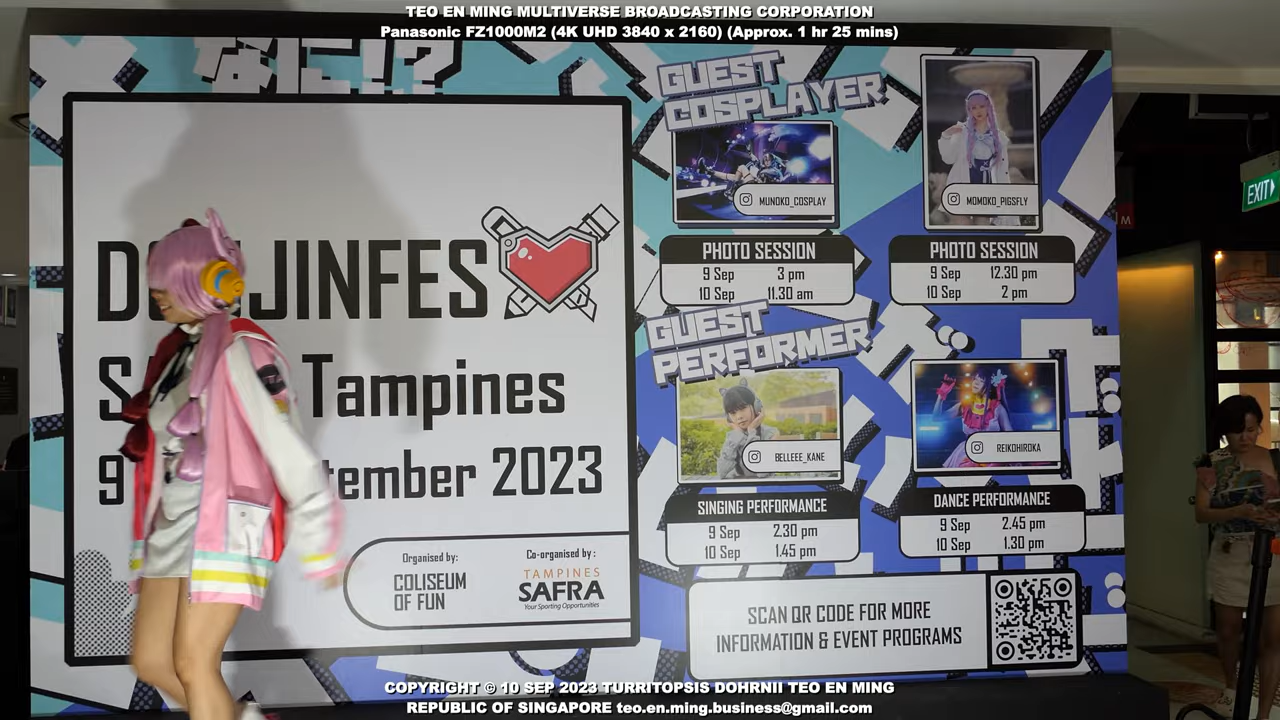 TEO EN MING MULTIVERSE BROADCASTING CORPORATION
Panasonic FZ1000M2 (4K UHD 3840 x 2160) (Approx. 1 hr 25 mins)
なに!?
GUEST
COSPLAYER
MUNOKO_COSPLAY
MOMOKO_PIGSFLY
PHOTO SESSION
9 Sep 3 pm
10 Sep 11.30 am
PHOTO SESSION
9 Sep 12.30 pm
10 Sep 2 pm
EXIT
D JINFES
S Tampines
9 tember 2023
Organised by:
COLISEUM
OF FUN
Co-organised by :
TAMPINES
SAFRA
Your Sporting Opportunities
GUEST
PERFORMER
BELLEEE_KANE
REIKOHIROKA
SINGING PERFORMANCE
9 Sep 2.30 pm
10 Sep 1.45 pm
DANCE PERFORMANCE
9 Sep 2.45 pm
10 Sep 1.30 pm
SCAN QR CODE FOR MORE
INFORMATION & EVENT PROGRAMS
COPYRIGHT © 10 SEP 2023 TURRITOPSIS DOHRNII TEO EN MING
REPUBLIC OF SINGAPORE teo.en.ming.business@gmail.com